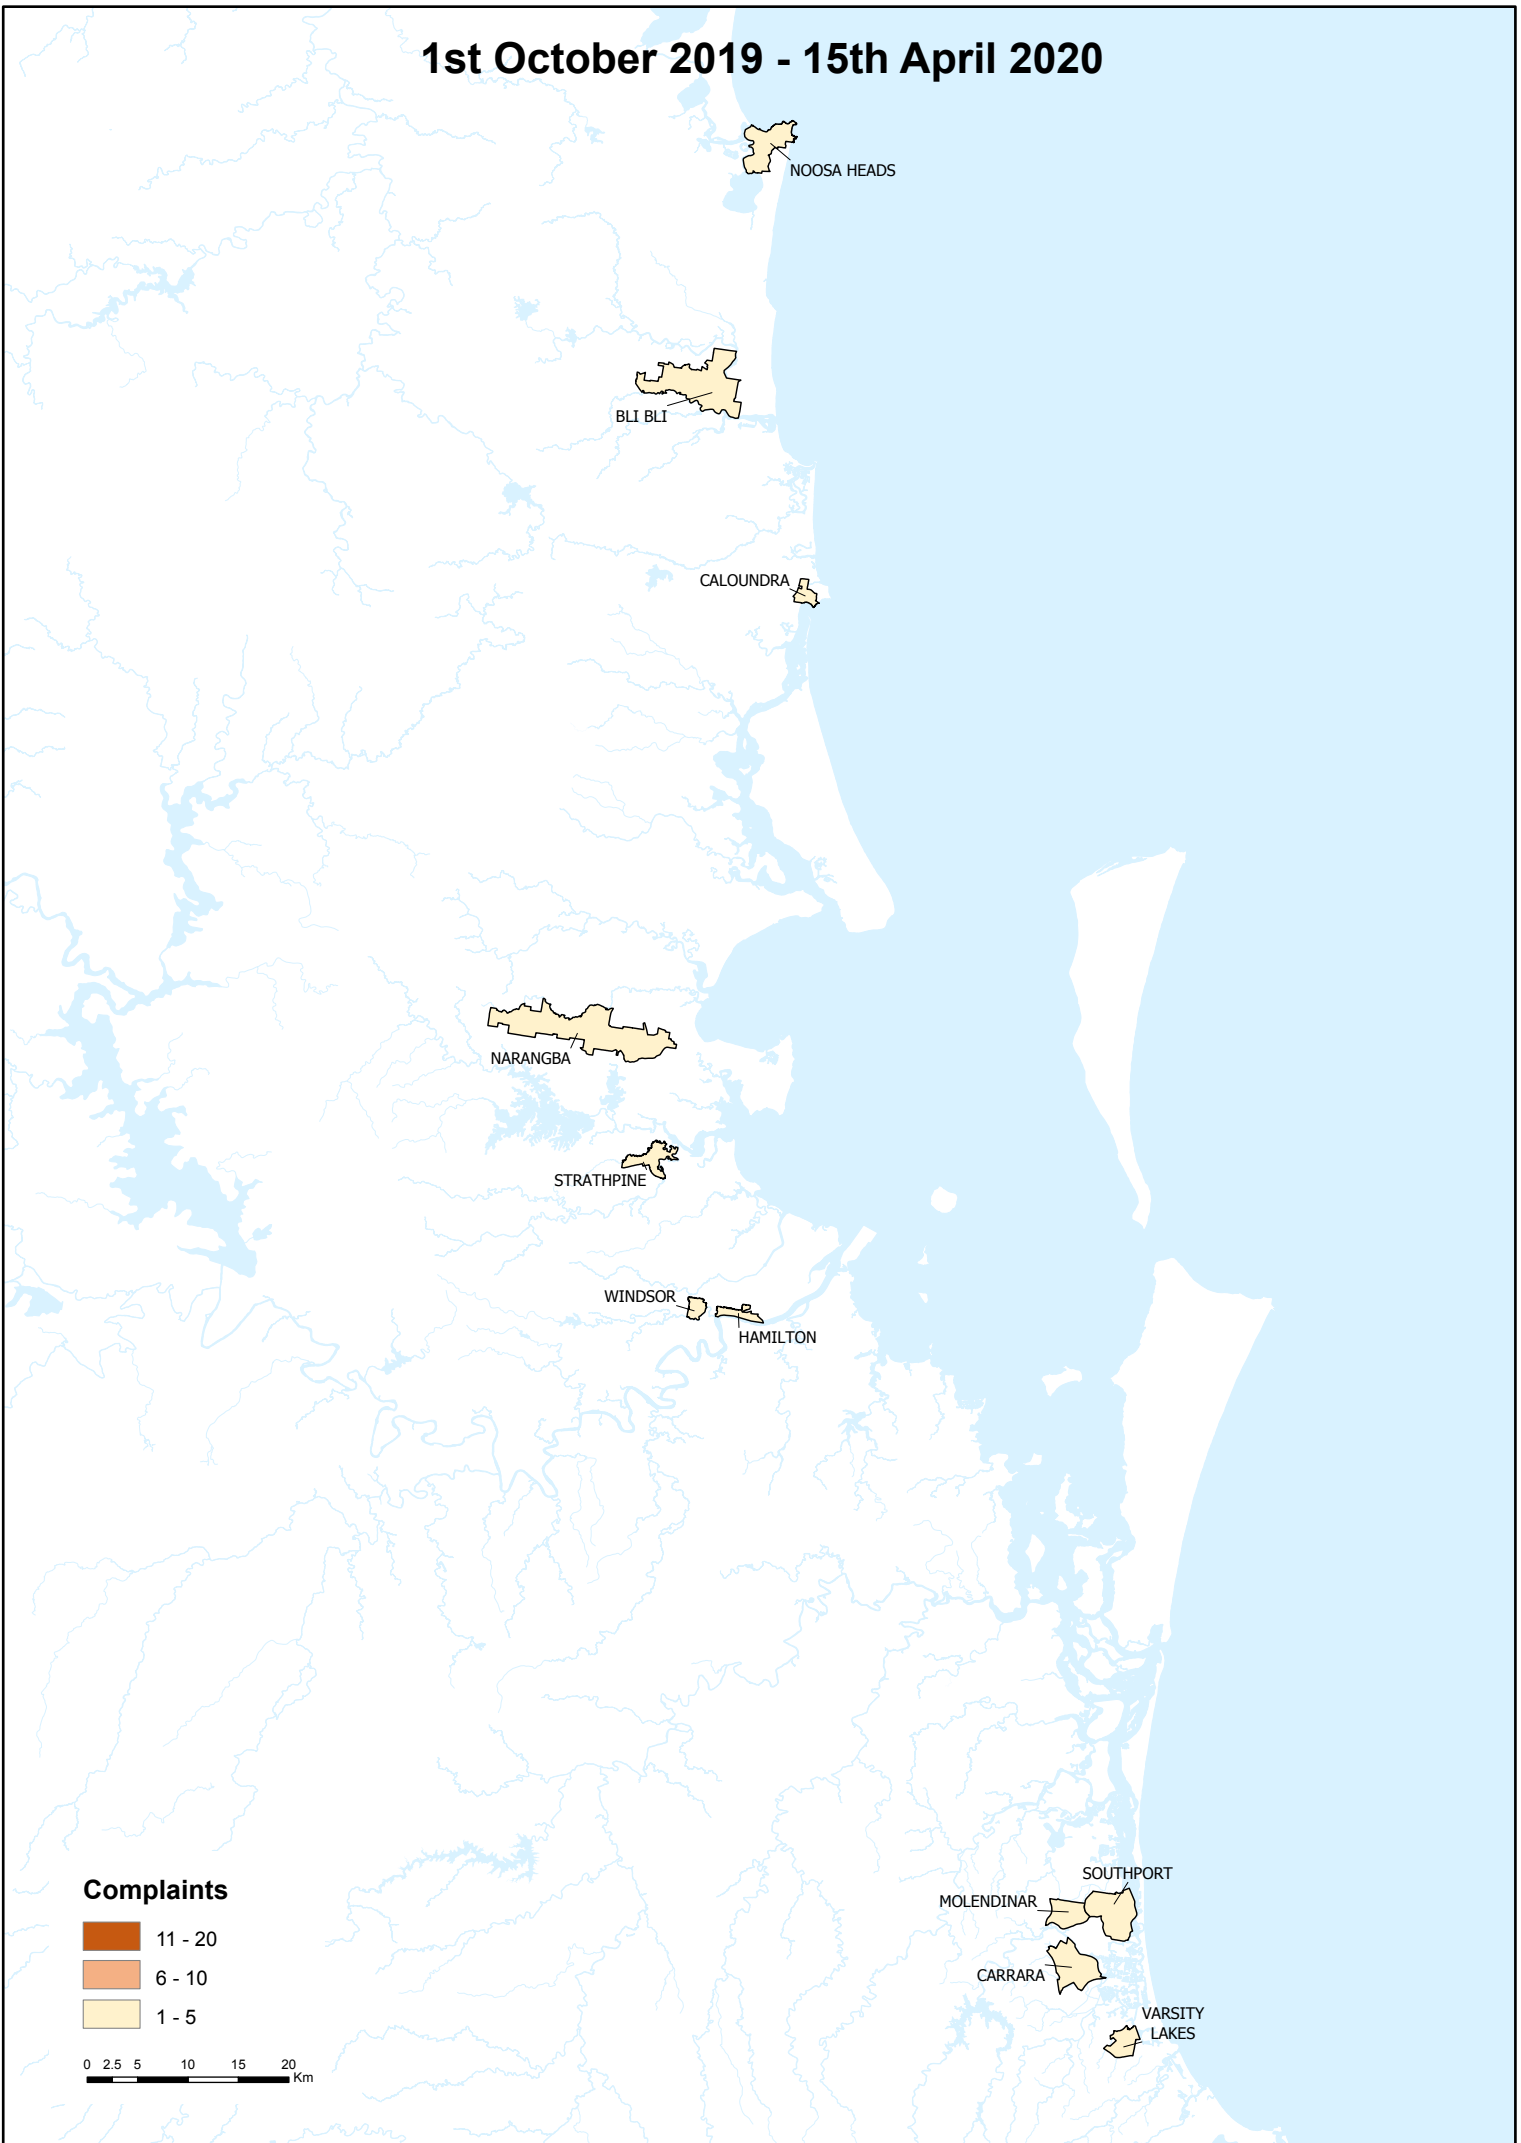 1st October 2019 - 15th April 2020
NOOSA HEADS
BLI BLI
CALOUNDRA
NARANGBA
STRATHPINE
WINDSOR
HAMILTON
SOUTHPORT
MOLENDINAR
CARRARA
VARSITY
LAKES
Complaints
11 - 20
6 - 10
1 - 5
0 2.5 5 10 15 20
Km